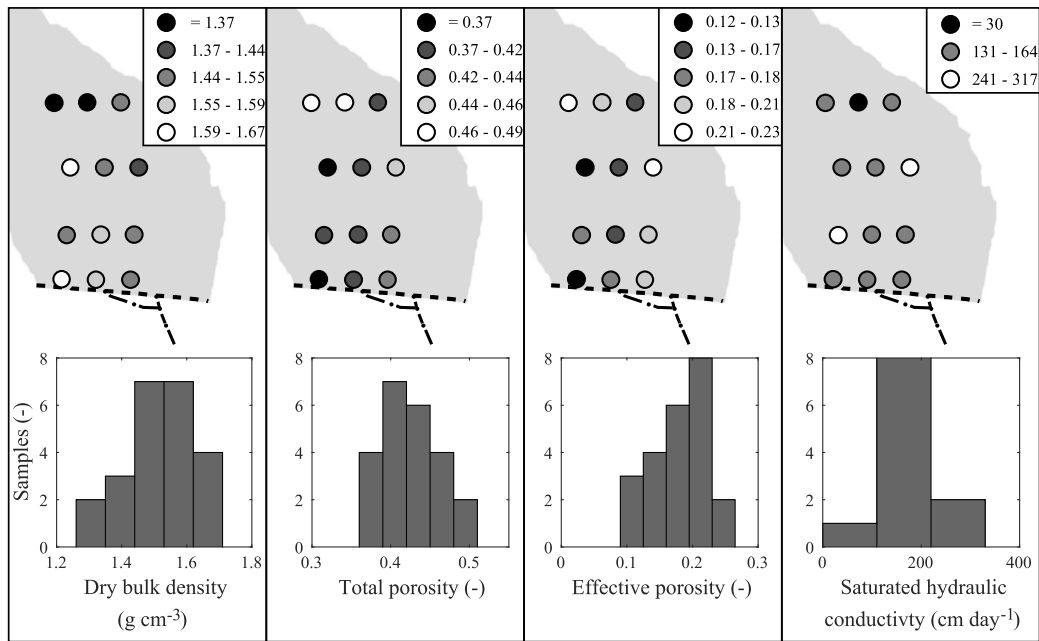 = 1.37
1.37 - 1.44
1.44 - 1.55
1.55 - 1.59
1.59 - 1.67
= 0.37
0.37 - 0.42
0.42 - 0.44
0.44 - 0.46
0.46 - 0.49
0.12 - 0.13
0.13 - 0.17
0.17 - 0.18
0.18 - 0.21
0.21 - 0.23
= 30
131 - 164
241 - 317
Samples (-)
8
6
4
2
0
1.2 1.4 1.6 1.8
Dry bulk density
(g cm-3)
8
6
4
2
0
0.3 0.4 0.5
Total porosity (-)
8
6
4
2
0
0 0.1 0.2 0.3
Effective porosity (-)
8
6
4
2
0
0 200 400
Saturated hydraulic
conductivty (cm day-1)